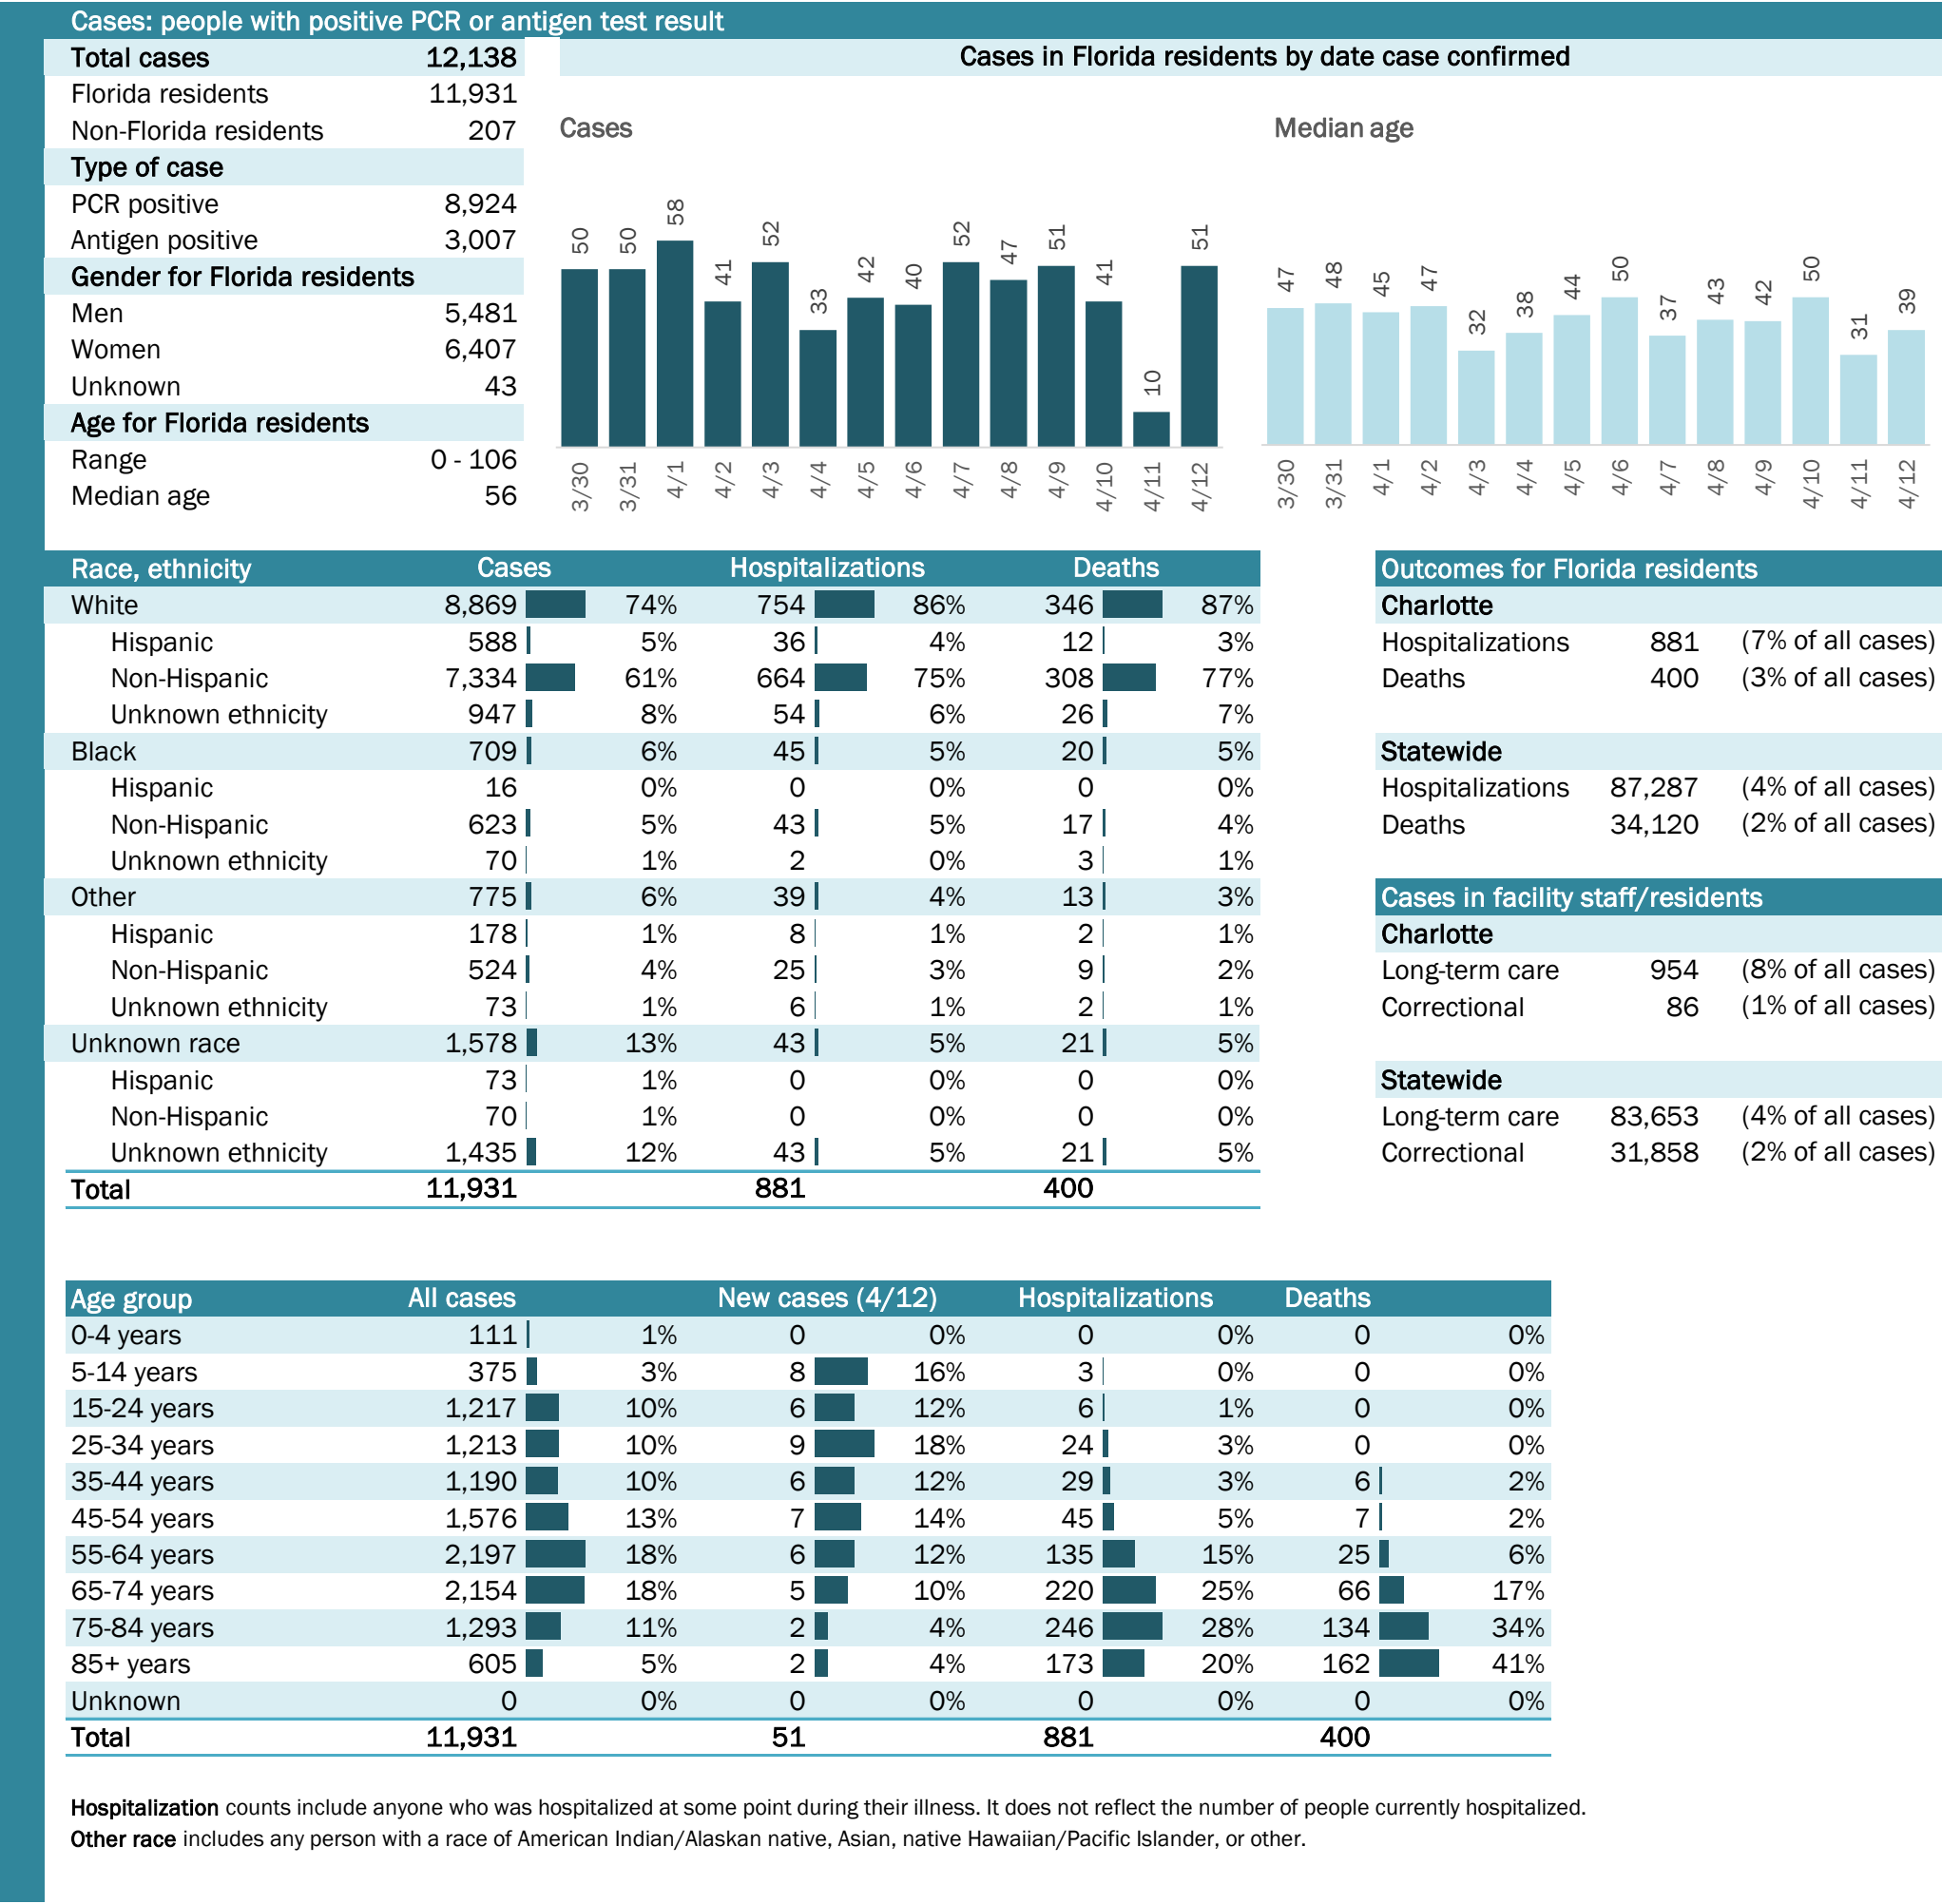 Cases: people with positive PCR or antigen test result
Total cases 12,138
Florida residents 11,931
Non-Florida residents 207
Type of case
PCR positive 8,924
Antigen positive 3,007
Gender for Florida residents
Men 5,481
Women 6,407
Unknown 43
Age for Florida residents
Range 0 - 106
Median age 56
Cases in Florida residents by date case confirmed
Cases
50 50 58 41 52 33 42 40 52 47 51 41 10 51
3/30 3/31 4/1 4/2 4/3 4/4 4/5 4/6 4/7 4/8 4/9 4/10 4/11 4/12
Median age
47 48 45 47 32 38 44 50 37 43 42 50 31 39
3/30 3/31 4/1 4/2 4/3 4/4 4/5 4/6 4/7 4/8 4/9 4/10 4/11 4/12
Race, ethnicity Cases Hospitalizations Deaths
White 8,869 74% 754 86% 346 87%
Hispanic 588 5% 36 4% 12 3%
Non-Hispanic 7,334 61% 664 75% 308 77%
Unknown ethnicity 947 8% 54 6% 26 7%
Black 709 6% 45 5% 20 5%
Hispanic 16 0% 0 0% 0 0%
Non-Hispanic 623 5% 43 5% 17 4%
Unknown ethnicity 70 1% 2 0% 3 1%
Other 775 6% 39 4% 13 3%
Hispanic 178 1% 8 1% 2 1%
Non-Hispanic 524 4% 25 3% 9 2%
Unknown ethnicity 73 1% 6 1% 2 1%
Unknown race 1,578 13% 43 5% 21 5%
Hispanic 73 1% 0 0% 0 0%
Non-Hispanic 70 1% 0 0% 0 0%
Unknown ethnicity 1,435 12% 43 5% 21 5%
Total 11,931 881 400
Outcomes for Florida residents
Charlotte
Hospitalizations 881 (7% of all cases)
Deaths 400 (3% of all cases)
Statewide
Hospitalizations 87,287 (4% of all cases)
Deaths 34,120 (2% of all cases)
Cases in facility staff/residents
Charlotte
Long-term care 954 (8% of all cases)
Correctional 86 (1% of all cases)
Statewide
Long-term care 83,653 (4% of all cases)
Correctional 31,858 (2% of all cases)
Age group All cases New cases (4/12) Hospitalizations Deaths
0-4 years 111 1% 0 0% 0 0% 0 0%
5-14 years 375 3% 8 16% 3 0% 0 0%
15-24 years 1,217 10% 6 12% 6 1% 0 0%
25-34 years 1,213 10% 9 18% 24 3% 0 0%
35-44 years 1,190 10% 6 12% 29 3% 6 2%
45-54 years 1,576 13% 7 14% 45 5% 7 2%
55-64 years 2,197 18% 6 12% 135 15% 25 6%
65-74 years 2,154 18% 5 10% 220 25% 66 17%
75-84 years 1,293 11% 2 4% 246 28% 134 34%
85+ years 605 5% 2 4% 173 20% 162 41%
Unknown 0 0% 0 0% 0 0% 0 0%
Total 11,931 51 881 400
Hospitalization counts include anyone who was hospitalized at some point during their illness. It does not reflect the number of people currently hospitalized.
Other race includes any person with a race of American Indian/Alaskan native, Asian, native Hawaiian/Pacific Islander, or other.